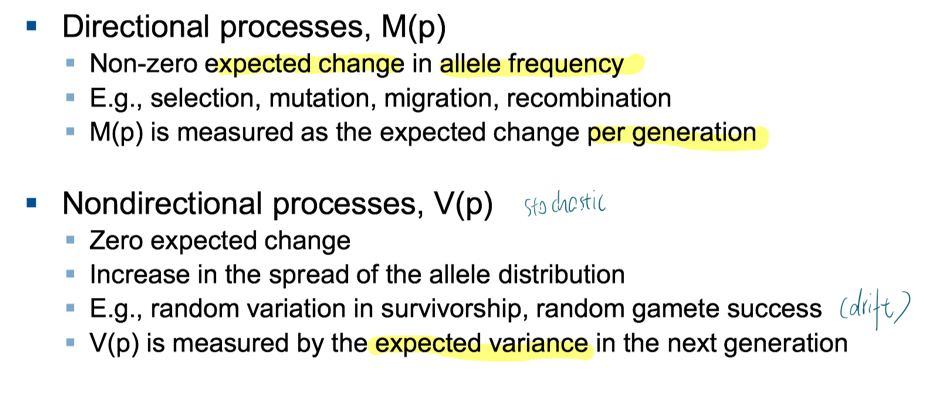 Directional processes, M(p)
Non-zero expected change in allele frequency
E.g., selection, mutation, migration, recombination
M(p) is measured as the expected change per generation
Nondirectional processes, V(p) stochastic
Zero expected change
Increase in the spread of the allele distribution
E.g., random variation in survivorship, random gamete success (drift)
V(p) is measured by the expected variance in the next generation